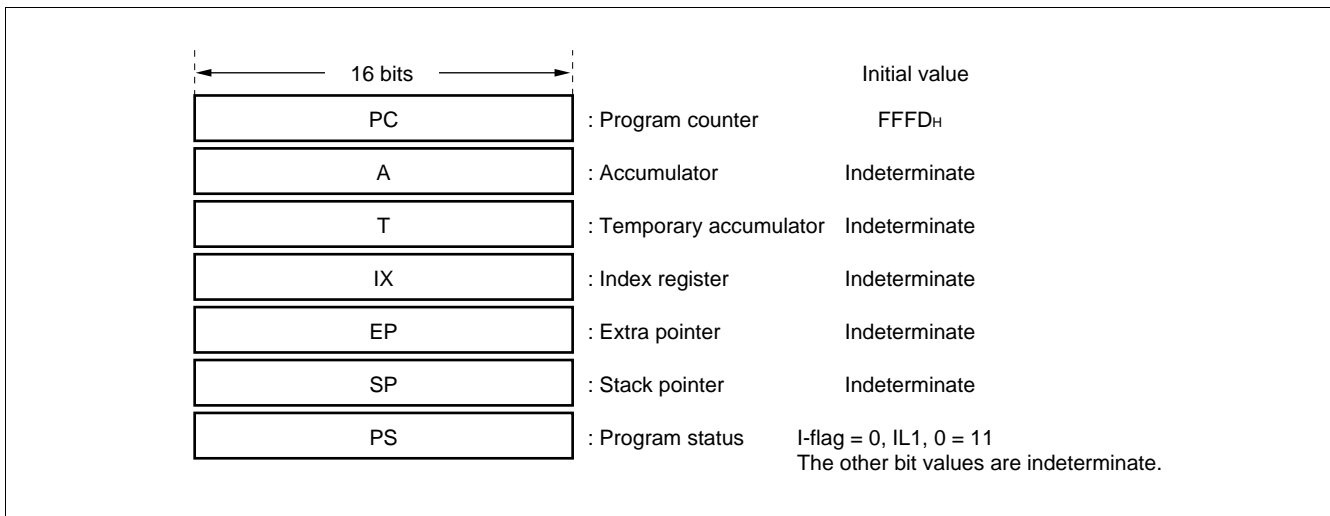 16 bits Initial value
PC : Program counter FFFDH
A : Accumulator Indeterminate
T : Temporary accumulator Indeterminate
IX : Index register Indeterminate
EP : Extra pointer Indeterminate
SP : Stack pointer Indeterminate
PS : Program status I-flag = 0, IL1, 0 = 11
The other bit values are indeterminate.